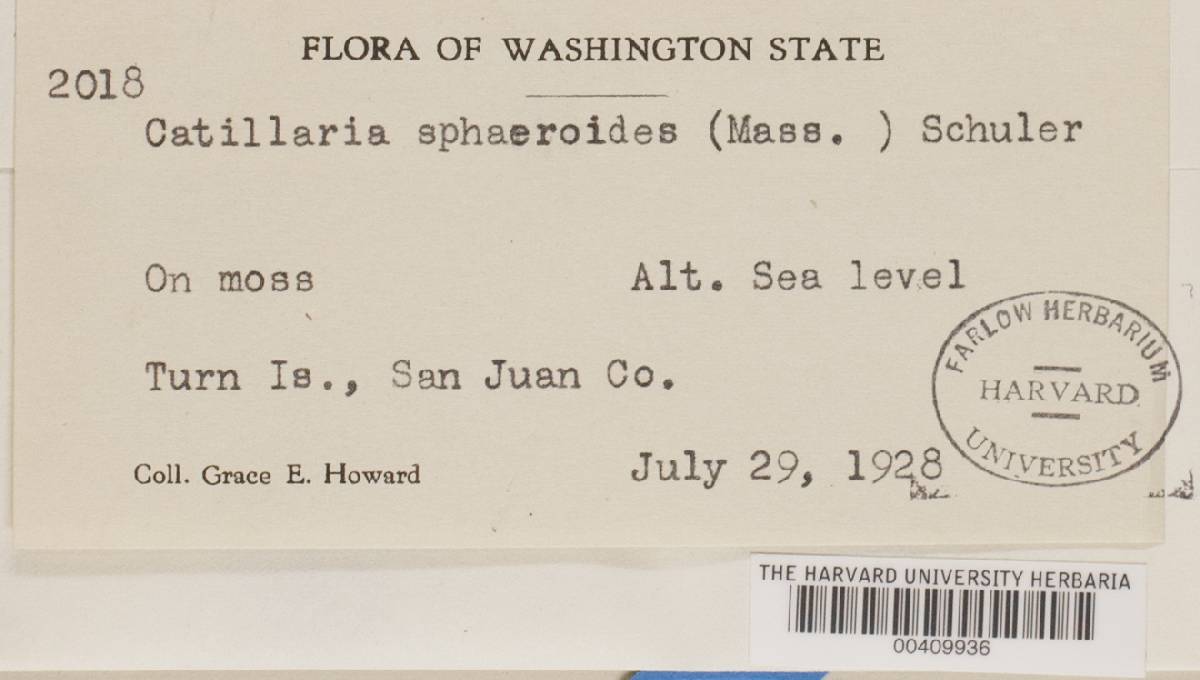 FLORA OF WASHINGTON STATE
2018
Catillaria sphaeroides (Mass. ) Schuler
On moss Alt. Sea level
Turn Is., San Juan Co.
Coll. Grace E. Howard July 29, 1928
FARLOW HERBARIUM
HARVARD
UNIVERSITY
THE HARVARD UNIVERSITY HERBARIA
00409936